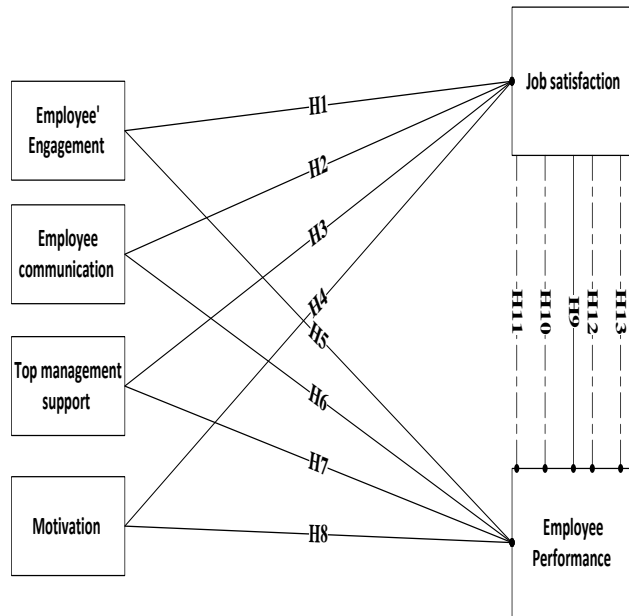 Employee'
Engagement
Employee
communication
Top management
support
Motivation
H1
H2
H3
H4
H5
H6
H7
H8
Job satisfaction
H11
H10
H9
H12
H13
Employee
Performance